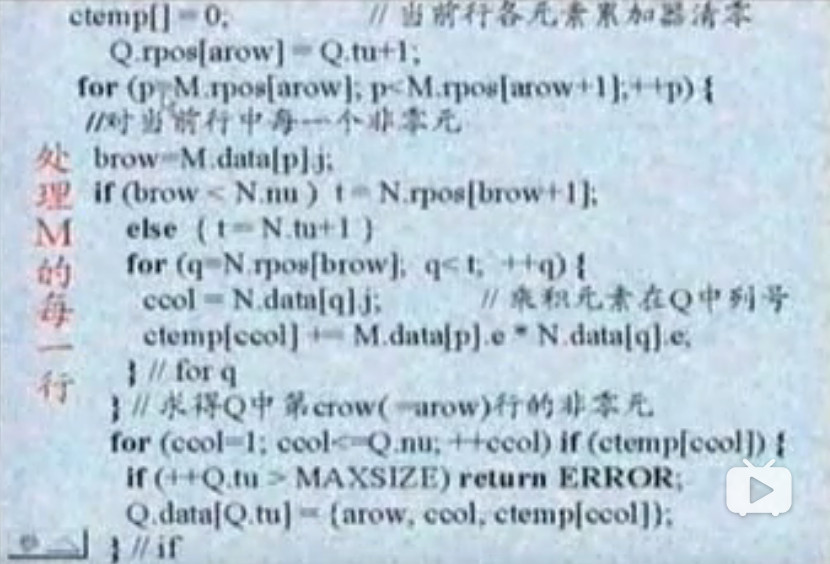 ctemp[] = 0; // 当前行各元素累加器清零
Q.rpos[arow] = Q.tu+1;
for (p=M.rpos[arow]; p<M.rpos[arow+1];++p) {
//对当前行中每一个非零元
brow=M.data[p].j;
if (brow < N.nu ) t = N.rpos[brow+1];
else { t = N.tu+1 }
for (q=N.rpos[brow]; q< t; ++q) {
ccol = N.data[q].j; // 乘积元素在Q中列号
ctemp[ccol] += M.data[p].e * N.data[q].e;
} // for q
} // 求得Q中第crow( =arow)行的非零元
for (ccol=1; ccol<=Q.nu; ++ccol) if (ctemp[ccol]) {
if (++Q.tu > MAXSIZE) return ERROR;
Q.data[Q.tu] = {arow, ccol, ctemp[ccol]};
} // if
处理M的每一行